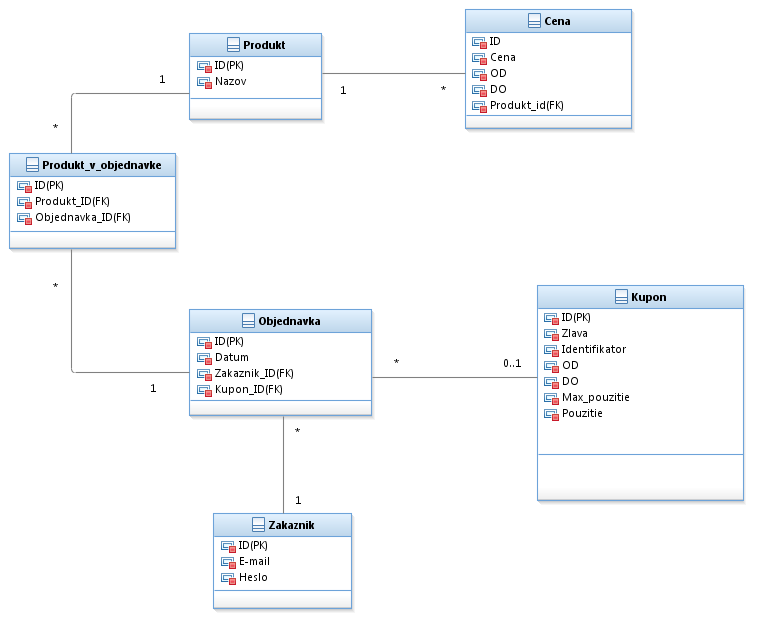 Produkt
ID(PK)
Nazov
1
*
1
*
Cena
ID
Cena
OD
DO
Produkt_id(FK)
Produkt_v_objednavke
ID(PK)
Produkt_ID(FK)
Objednavka_ID(FK)
*
1
Objednavka
ID(PK)
Datum
Zakaznik_ID(FK)
Kupon_ID(FK)
*
0..1
Kupon
ID(PK)
Zlava
Identifikator
OD
DO
Max_pouzitie
Pouzitie
*
1
Zakaznik
ID(PK)
E-mail
Heslo